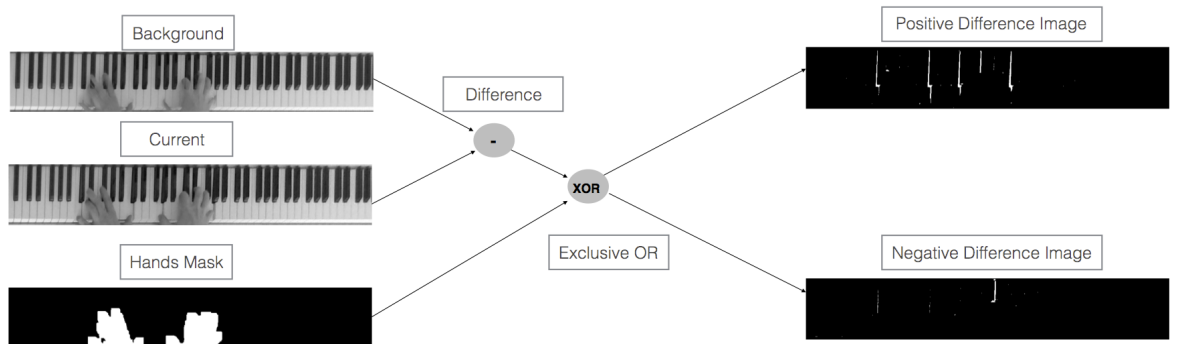 Background
Current
Hands Mask
Difference
-
XOR
Exclusive OR
Positive Difference Image
Negative Difference Image